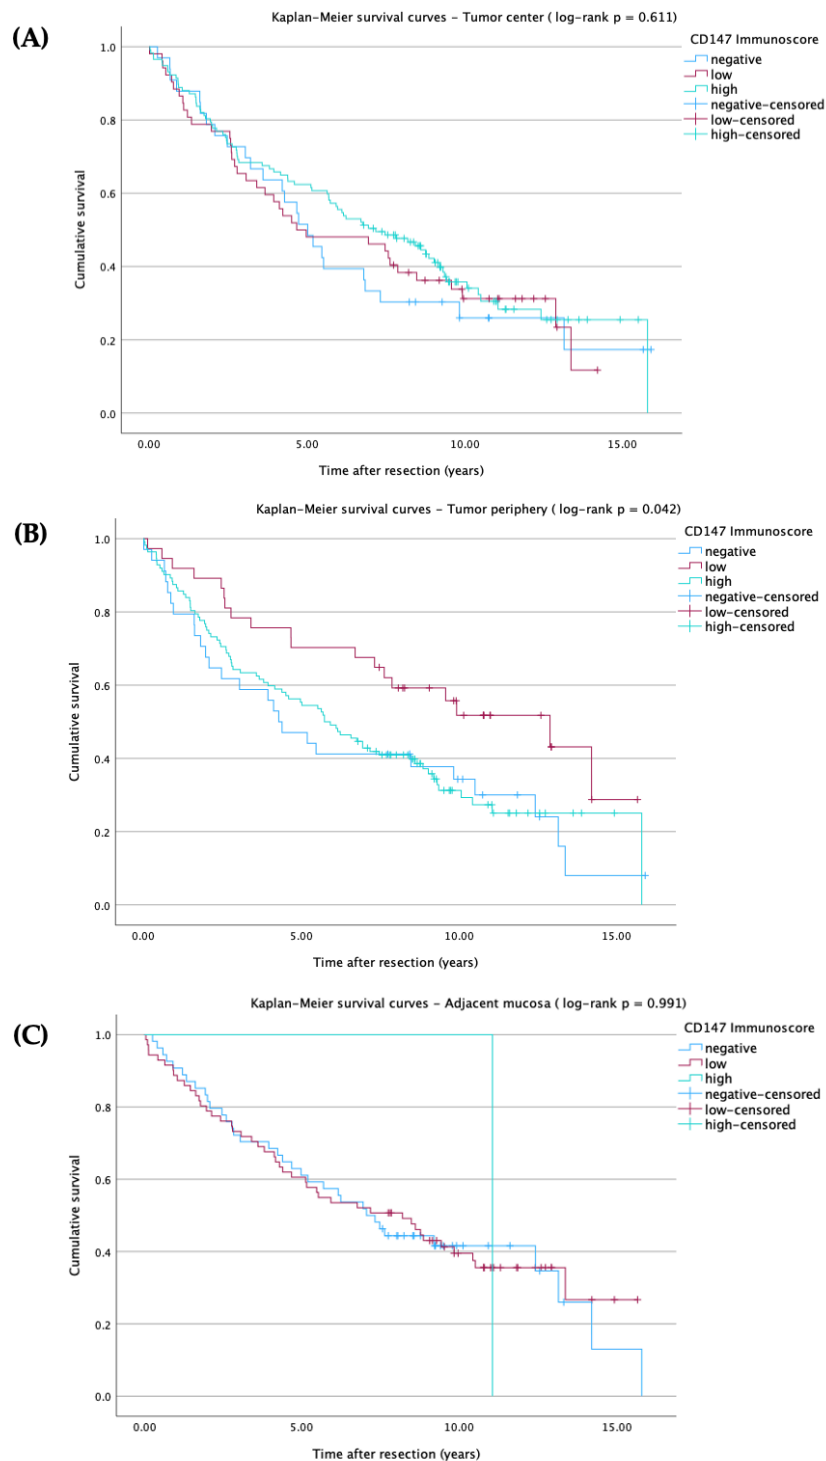 Kaplan-Meier survival curves - Tumor center ( log-rank p = 0.611)
(A)
CD147 Immunoscore
negative
low
high
negative-censored
low-censored
high-censored
1.0
0.8
0.6
0.4
0.2
0.0
Cumulative survival
0.00 5.00 10.00 15.00
Time after resection (years)
Kaplan-Meier survival curves - Tumor periphery ( log-rank p = 0.042)
(B)
CD147 Immunoscore
negative
low
high
negative-censored
low-censored
high-censored
1.0
0.8
0.6
0.4
0.2
0.0
Cumulative survival
0.00 5.00 10.00 15.00
Time after resection (years)
Kaplan-Meier survival curves - Adjacent mucosa ( log-rank p = 0.991)
(C)
CD147 Immunoscore
negative
low
high
negative-censored
low-censored
high-censored
1.0
0.8
0.6
0.4
0.2
0.0
Cumulative survival
0.00 5.00 10.00 15.00
Time after resection (years)